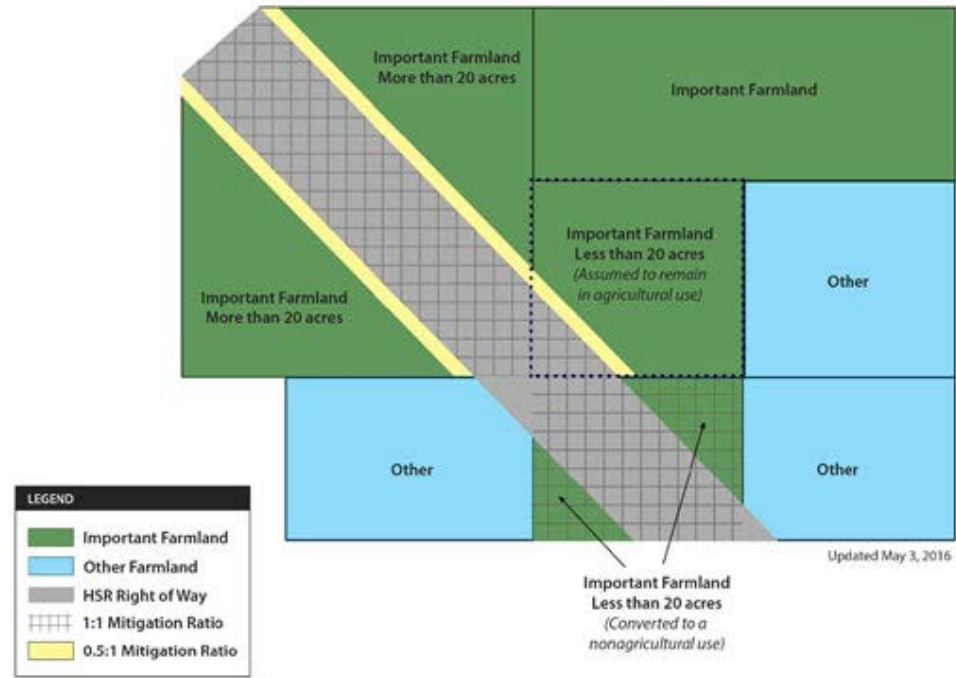 Important Farmland
More than 20 acres
Important Farmland
Important Farmland
Less than 20 acres
(Assumed to remain
in agricultural use)
Other
Important Farmland
More than 20 acres
Other
Other
LEGEND
Important Farmland
Other Farmland
HSR Right of Way
1:1 Mitigation Ratio
0.5:1 Mitigation Ratio
Updated May 3, 2016
Important Farmland
Less than 20 acres
(Converted to a
nonagricultural use)